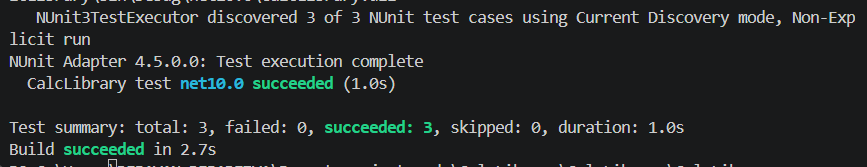 NUnit3TestExecutor discovered 3 of 3 NUnit test cases using Current Discovery mode, Non-Exp
licit run
NUnit Adapter 4.5.0.0: Test execution complete
CalcLibrary test net10.0 succeeded (1.0s)
Test summary: total: 3, failed: 0, succeeded: 3, skipped: 0, duration: 1.0s
Build succeeded in 2.7s